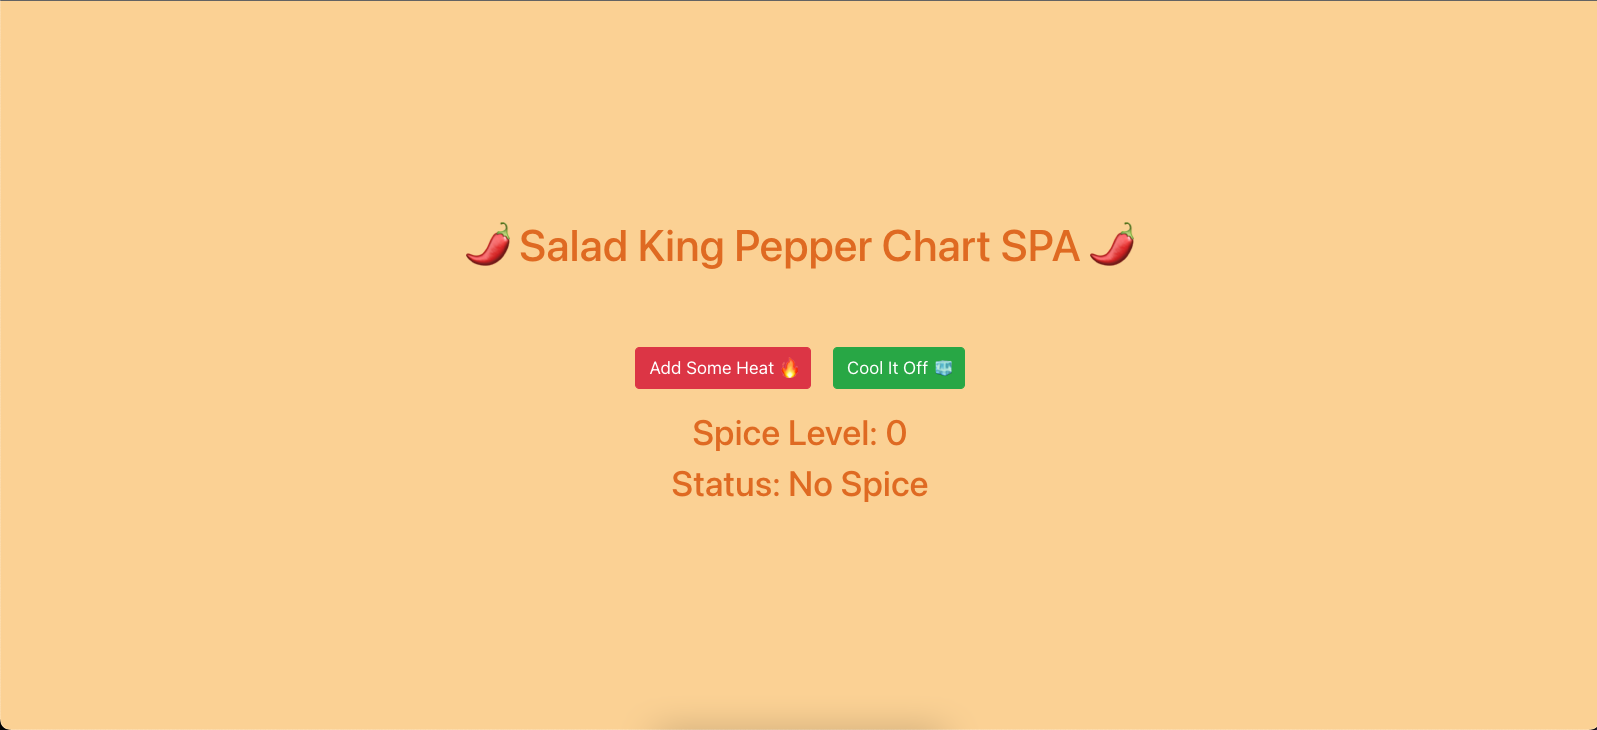 🌶️ Salad King Pepper Chart SPA 🌶️
Add Some Heat 🔥
Cool It Off 🧊
Spice Level: 0
Status: No Spice